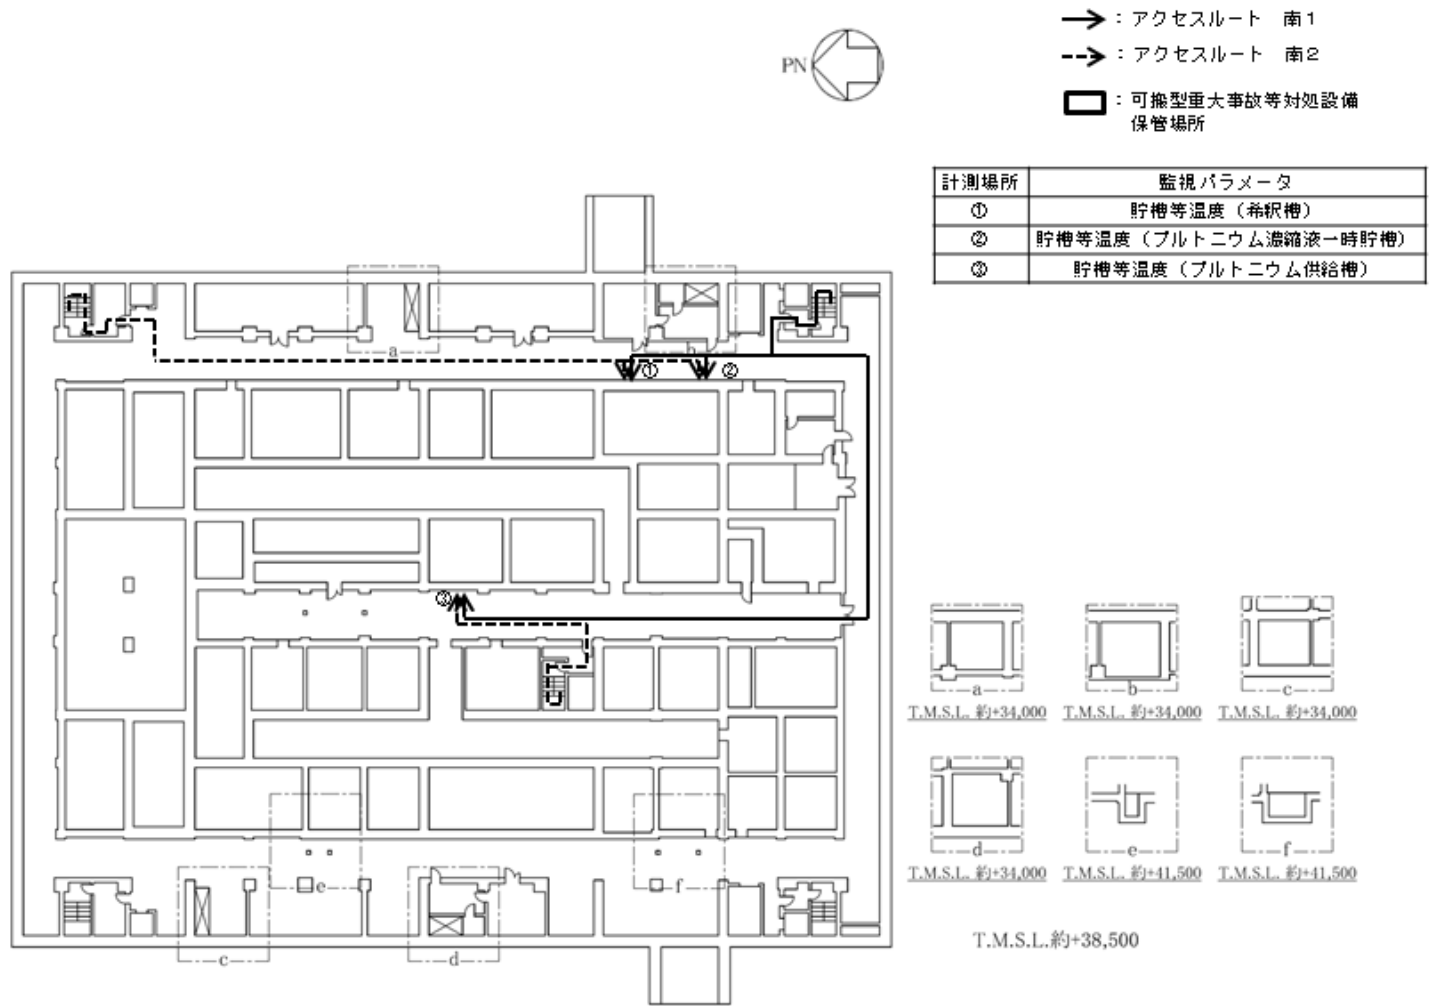 ：アクセスルート　南１
PN
：アクセスルート　南２
：可搬型重大事故等対処設備
保管場所
計測場所 監視パラメータ
① 貯槽等温度（希釈槽）
② 貯槽等温度（プルトニウム濃縮液一時貯槽）
③ 貯槽等温度（プルトニウム供給槽）
a
b
①
②
③
a
b
c
T.M.S.L. 約+34,000
T.M.S.L. 約+34,000
T.M.S.L. 約+34,000
d
e
f
T.M.S.L. 約+34,000
T.M.S.L. 約+41,500
T.M.S.L. 約+41,500
e
f
c
d
T.M.S.L.約+38,500